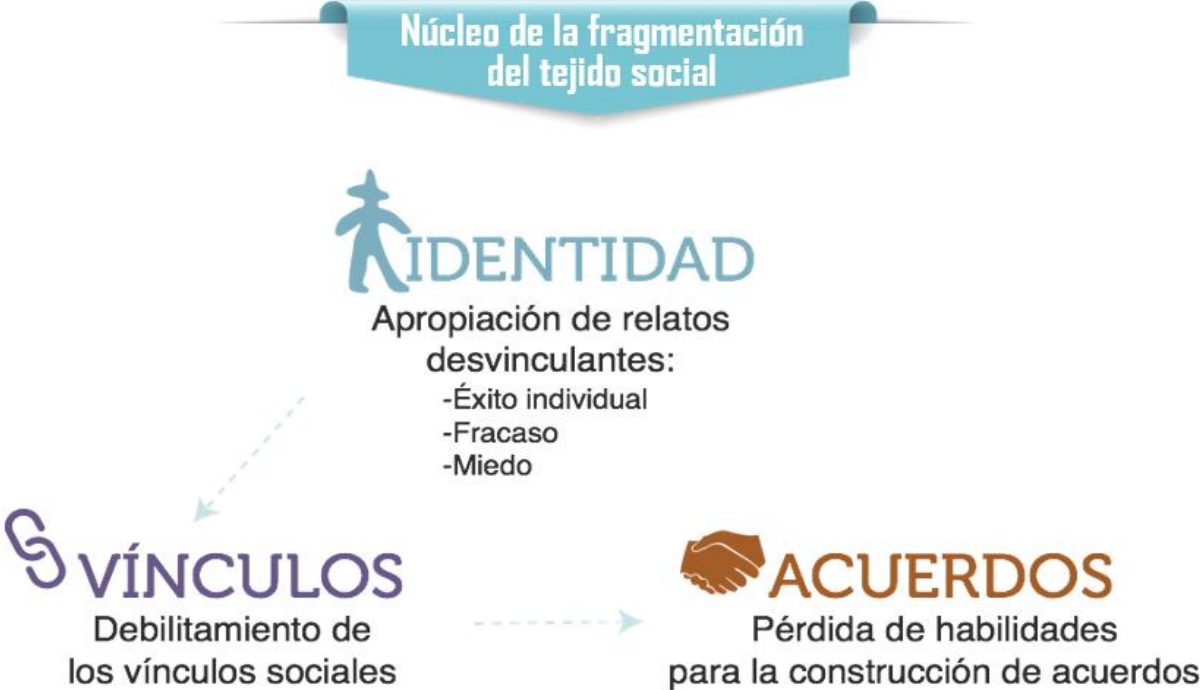 Núcleo de la fragmentación
del tejido social
IDENTIDAD
Apropiación de relatos
desvinculantes:
-Éxito individual
-Fracaso
-Miedo
VÍNCULOS
Debilitamiento de
los vínculos sociales
ACUERDOS
Pérdida de habilidades
para la construcción de acuerdos